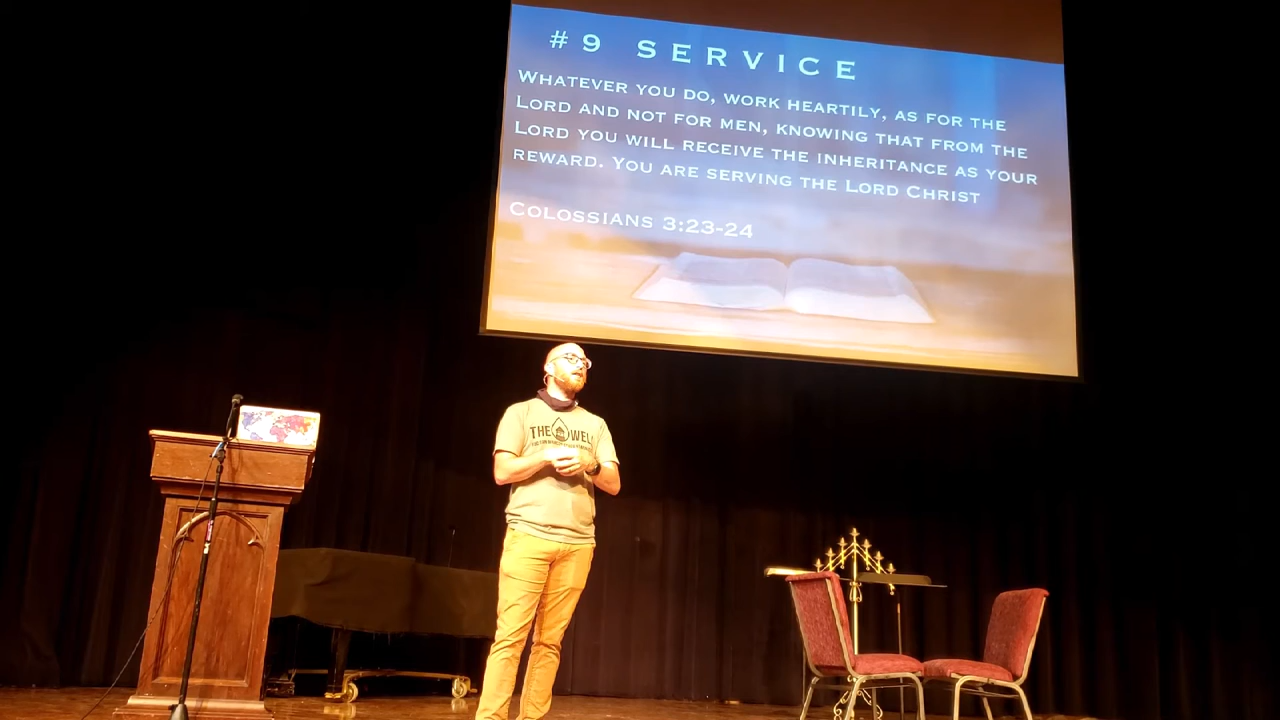 #9 SERVICE
WHATEVER YOU DO, WORK HEARTILY, AS FOR THE
LORD AND NOT FOR MEN, KNOWING THAT FROM THE
LORD YOU WILL RECEIVE THE INHERITANCE AS YOUR
REWARD. YOU ARE SERVING THE LORD CHRIST
COLOSSIANS 3:23-24
THE WELL